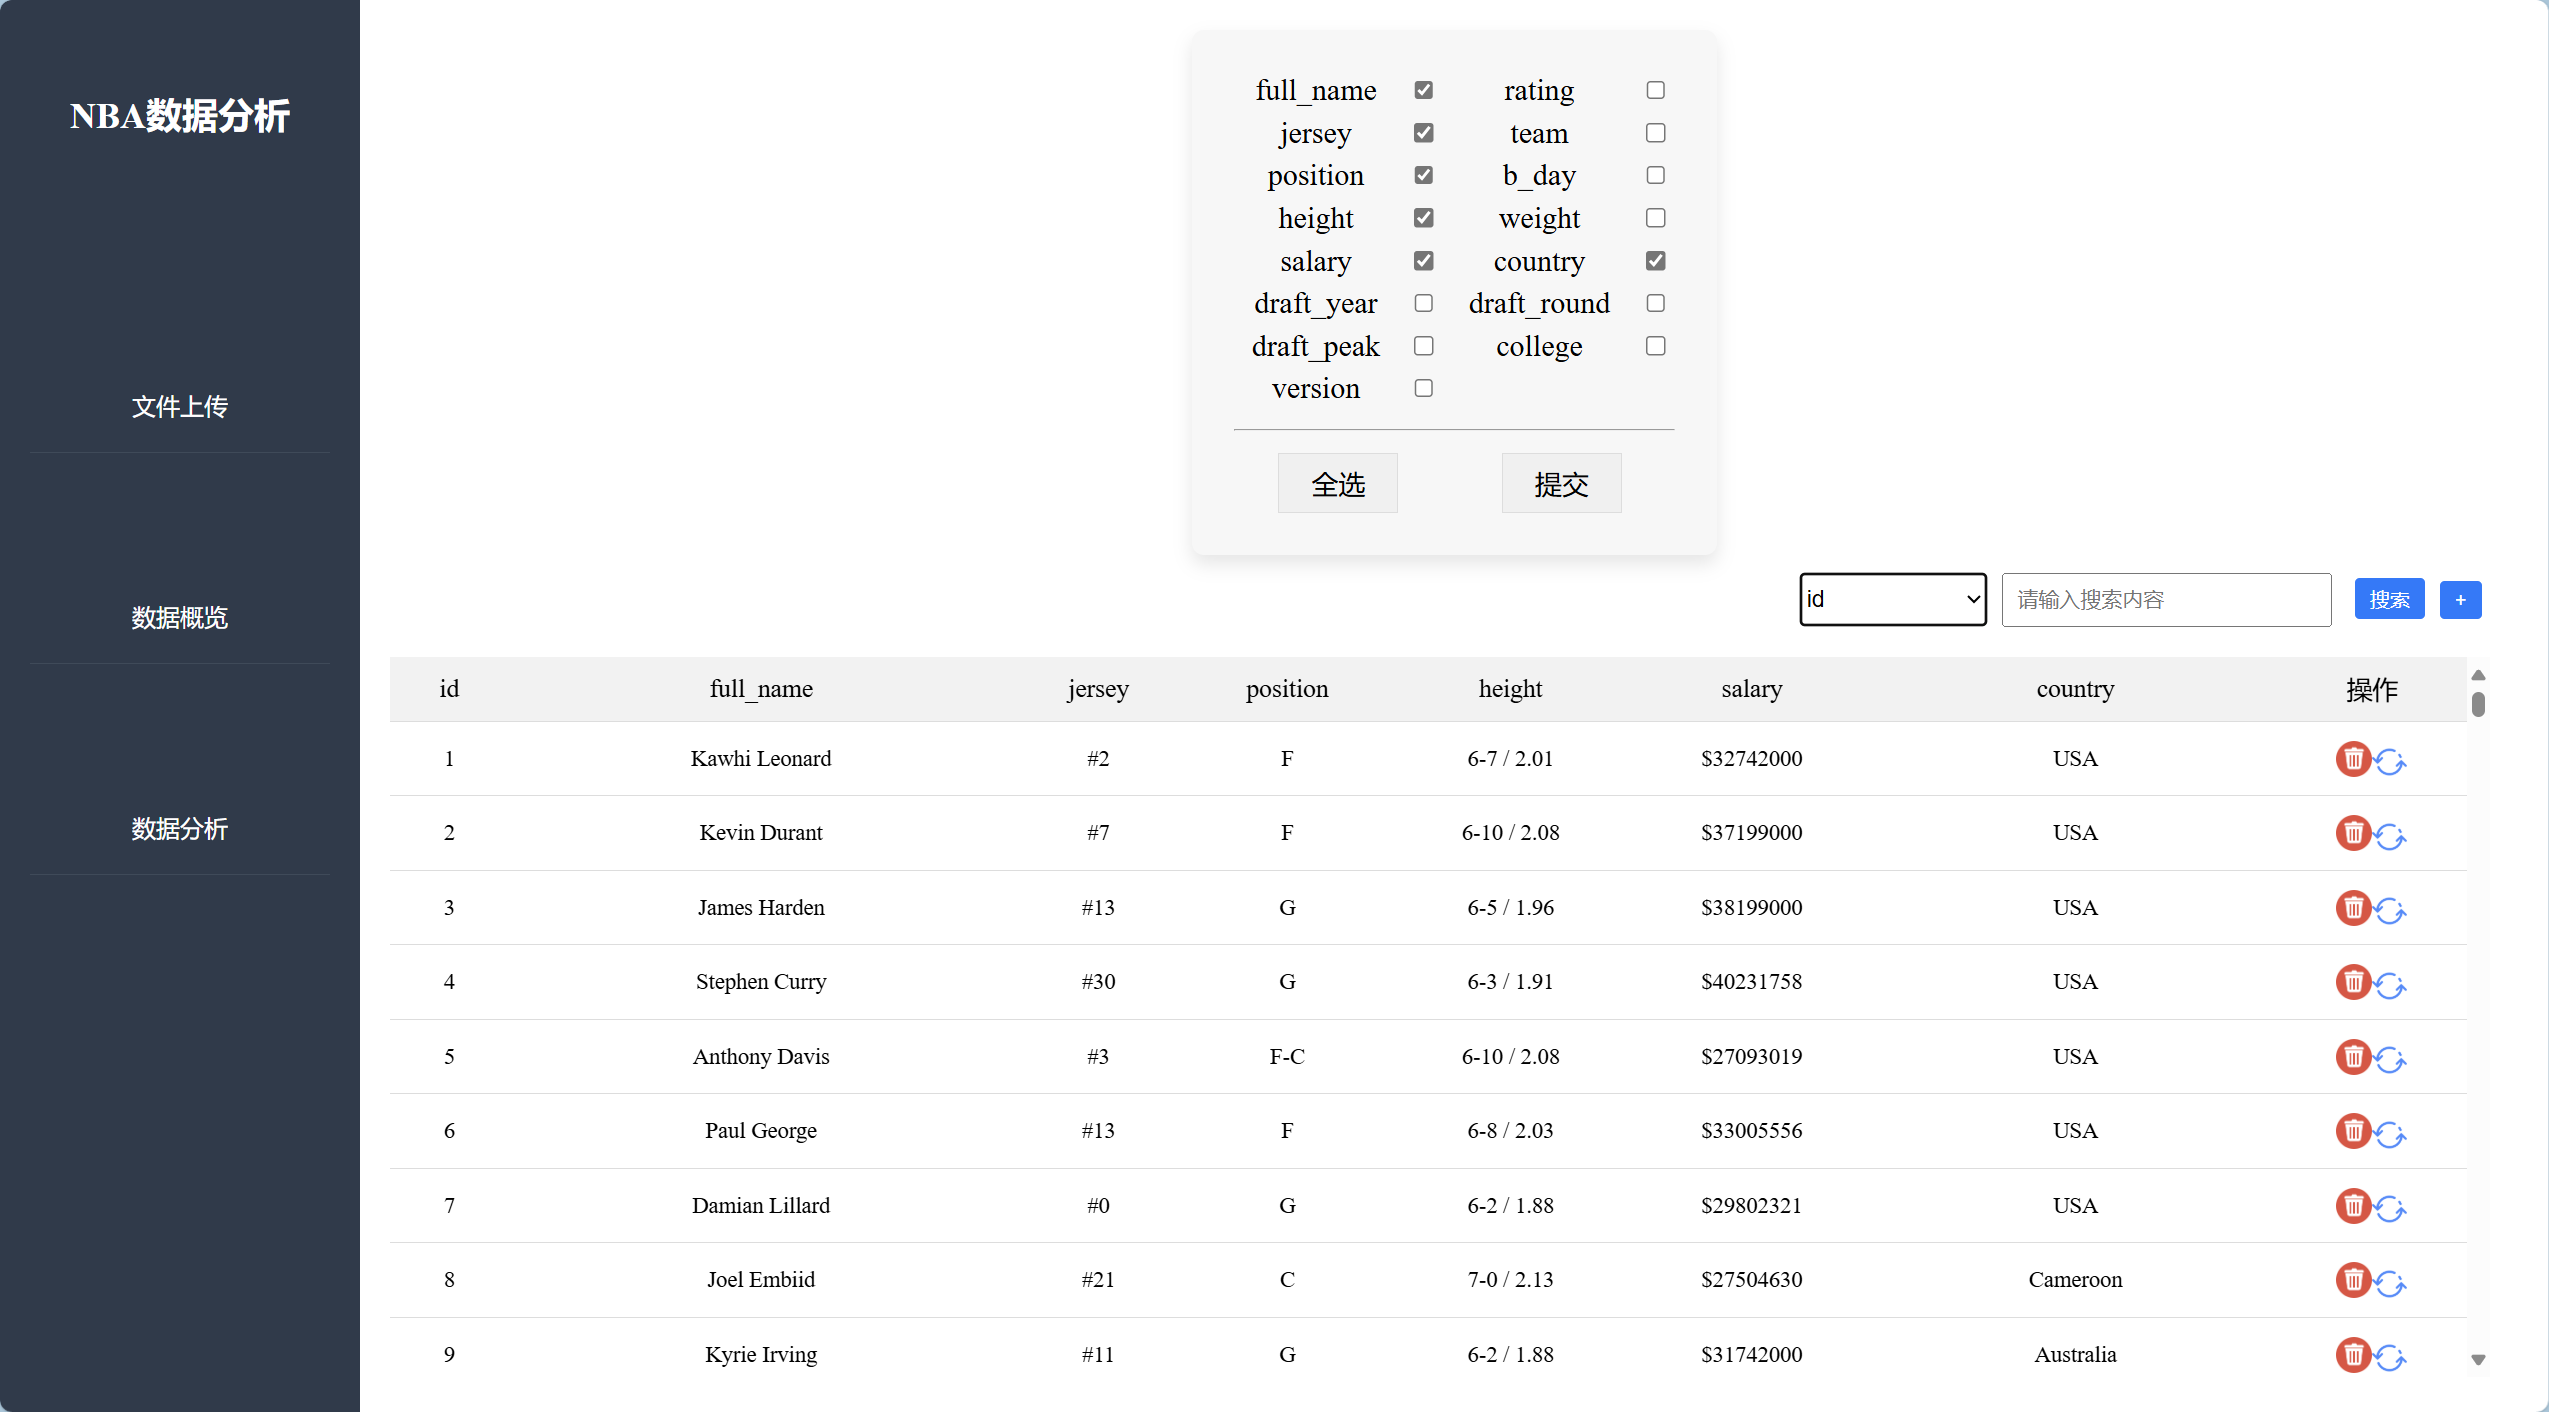 NBA数据分析
文件上传
数据概览
数据分析
full_name rating
jersey team
position b_day
height weight
salary country
draft_year draft_round
draft_peak college
version
全选 提交
id 请输入搜索内容 搜索 +
id full_name jersey position height salary country 操作
1 Kawhi Leonard #2 F 6-7 / 2.01 $32742000 USA
2 Kevin Durant #7 F 6-10 / 2.08 $37199000 USA
3 James Harden #13 G 6-5 / 1.96 $38199000 USA
4 Stephen Curry #30 G 6-3 / 1.91 $40231758 USA
5 Anthony Davis #3 F-C 6-10 / 2.08 $27093019 USA
6 Paul George #13 F 6-8 / 2.03 $33005556 USA
7 Damian Lillard #0 G 6-2 / 1.88 $29802321 USA
8 Joel Embiid #21 C 7-0 / 2.13 $27504630 Cameroon
9 Kyrie Irving #11 G 6-2 / 1.88 $31742000 Australia